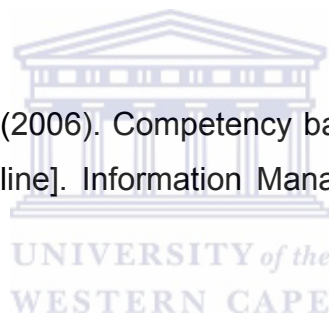 (2006). Competency ba
line]. Information Mana
UNIVERSITY of the
WESTERN CAPE